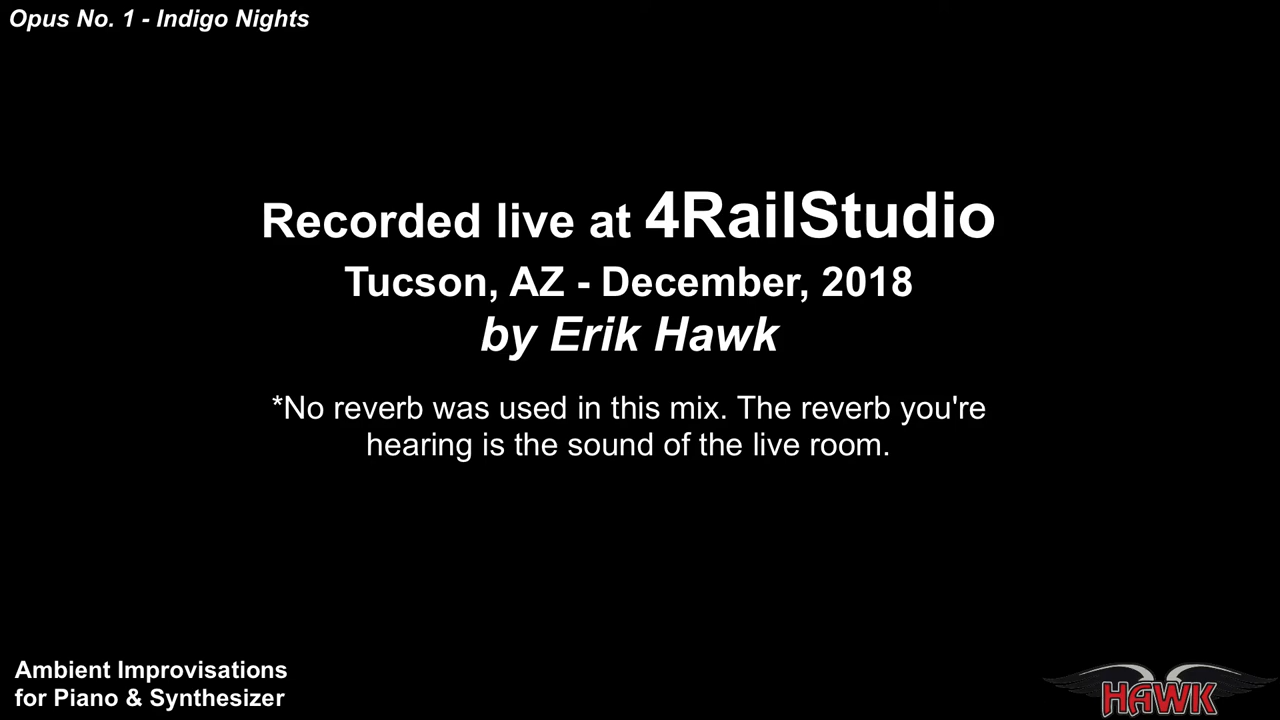 Opus No. 1 - Indigo Nights
Recorded live at 4RailStudio
Tucson, AZ - December, 2018
by Erik Hawk
*No reverb was used in this mix. The reverb you're
hearing is the sound of the live room.
Ambient Improvisations
for Piano & Synthesizer
HAWK